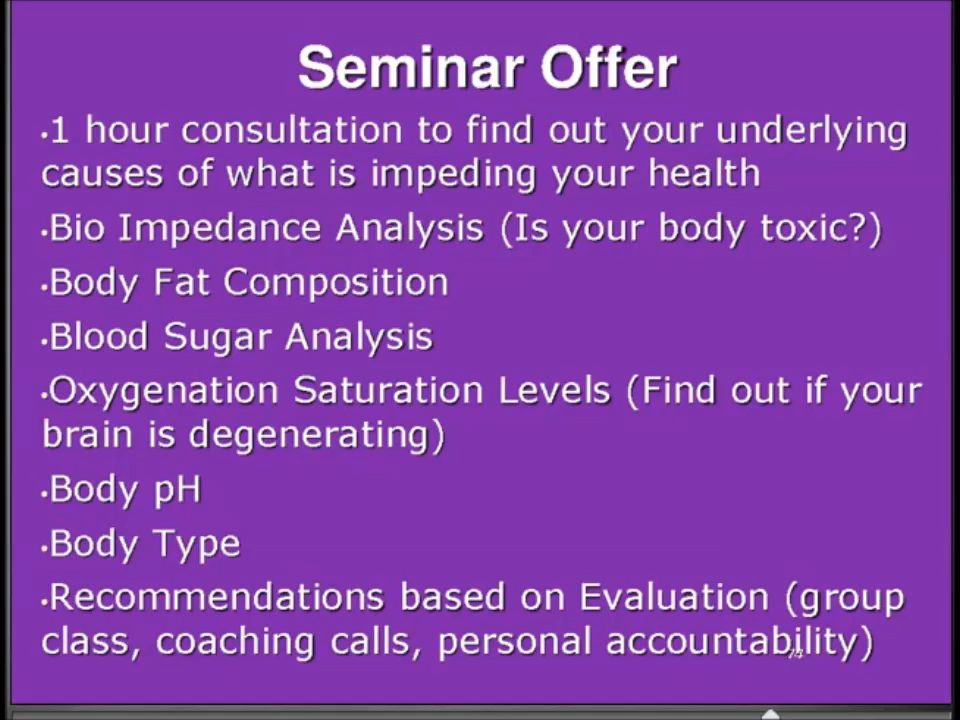 Seminar Offer
•1 hour consultation to find out your underlying
causes of what is impeding your health
•Bio Impedance Analysis (Is your body toxic?)
•Body Fat Composition
•Blood Sugar Analysis
•Oxygenation Saturation Levels (Find out if your
brain is degenerating)
•Body pH
•Body Type
•Recommendations based on Evaluation (group
class, coaching calls, personal accountability)